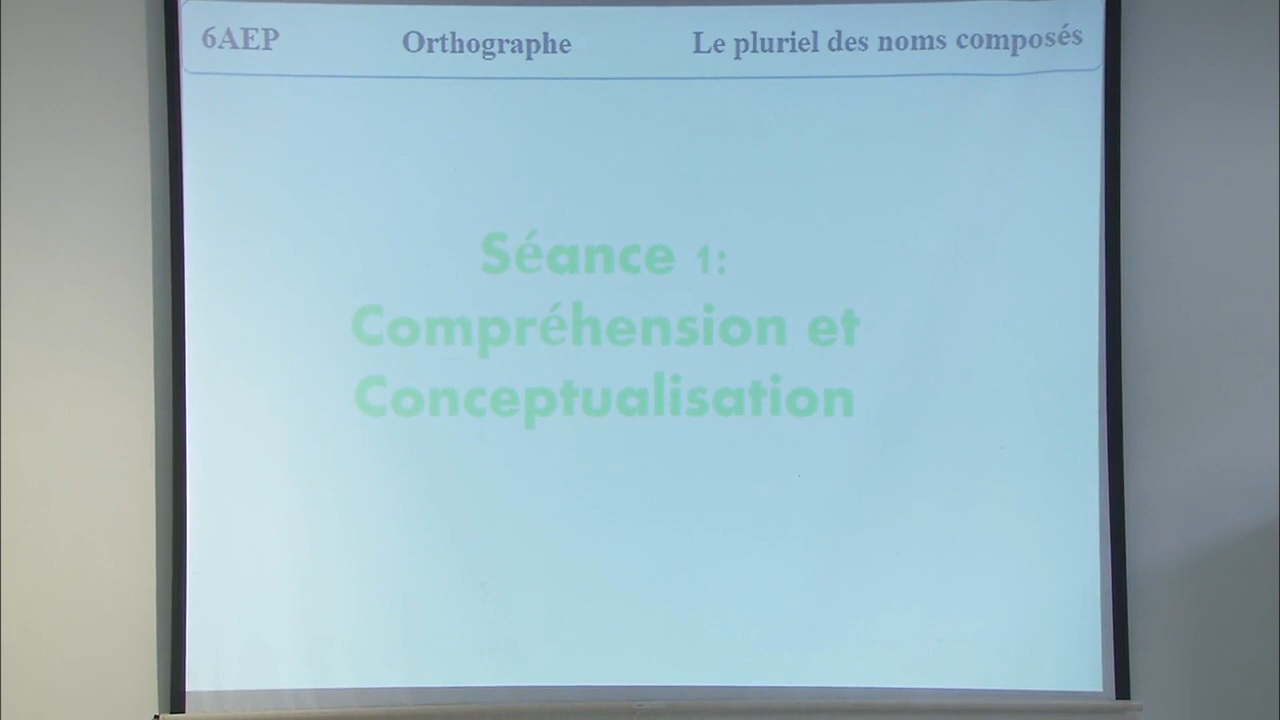 6AEP Orthographe Le pluriel des noms composés
Séance 1:
Compréhension et
Conceptualisation